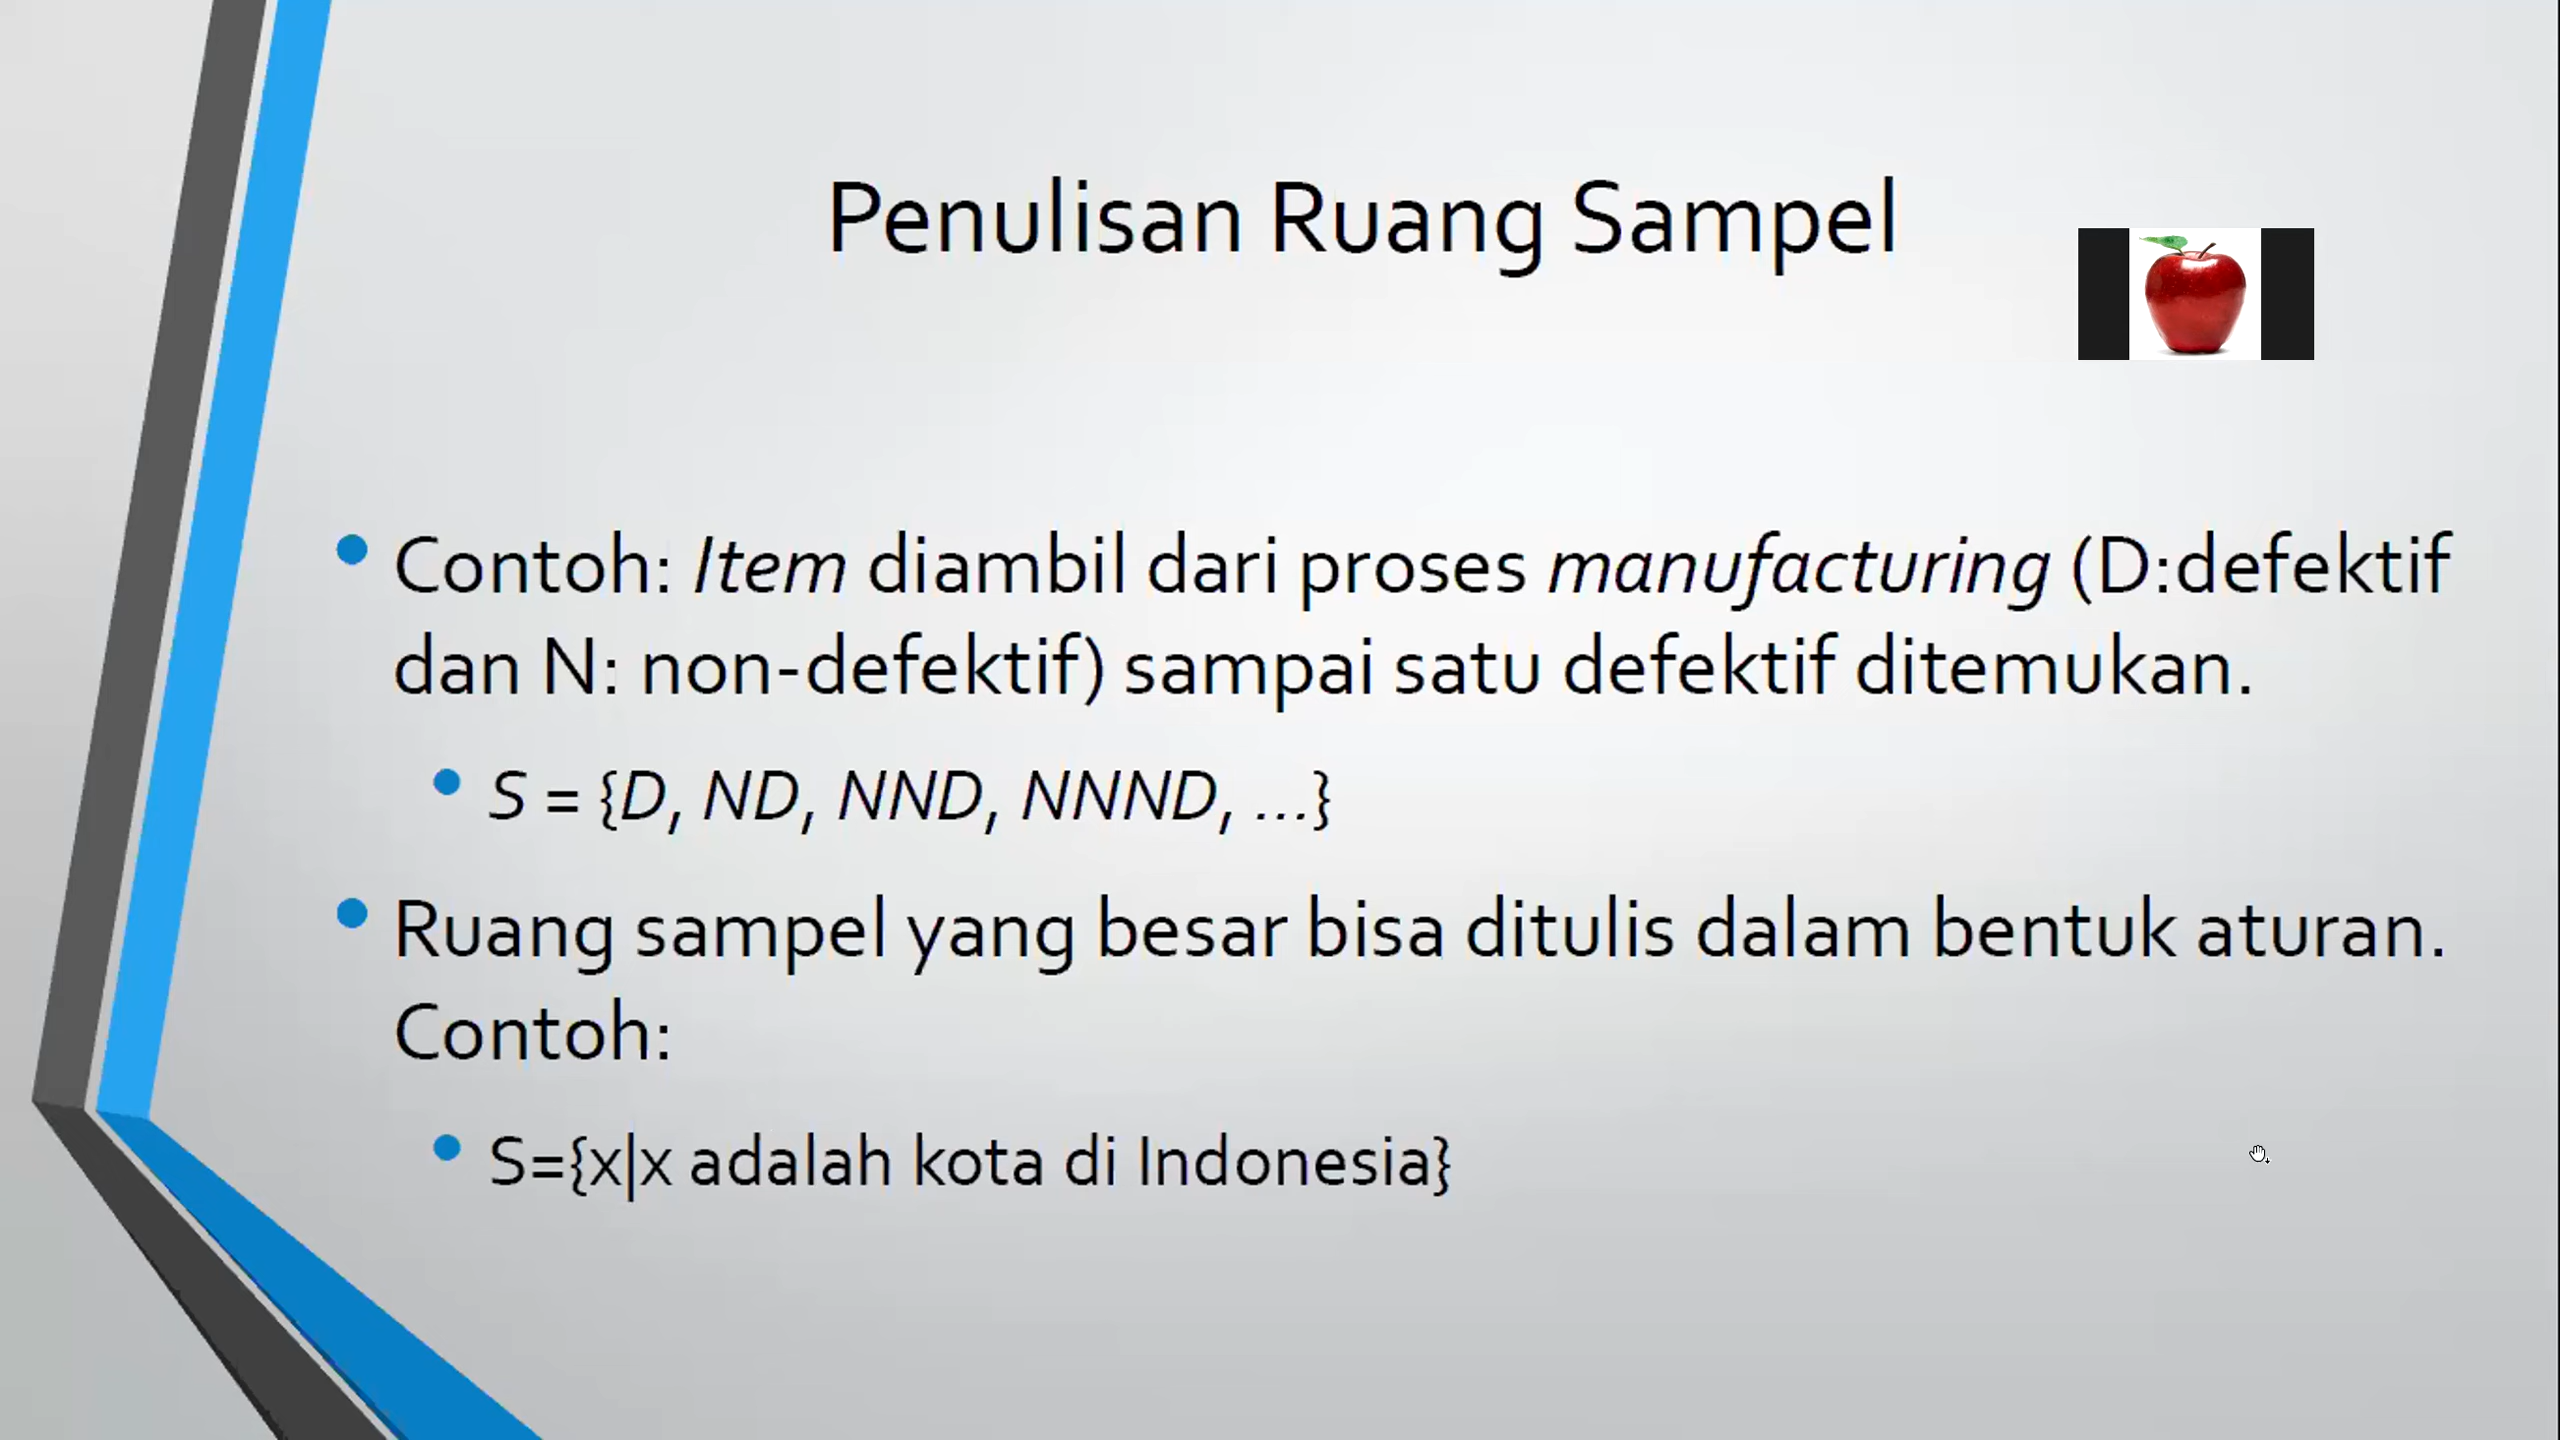 Penulisan Ruang Sampel
Contoh: Item diambil dari proses manufacturing (D:defektif
dan N: non-defektif) sampai satu defektif ditemukan.
S = {D, ND, NND, NNND, ...}
Ruang sampel yang besar bisa ditulis dalam bentuk aturan.
Contoh:
S={x|x adalah kota di Indonesia}